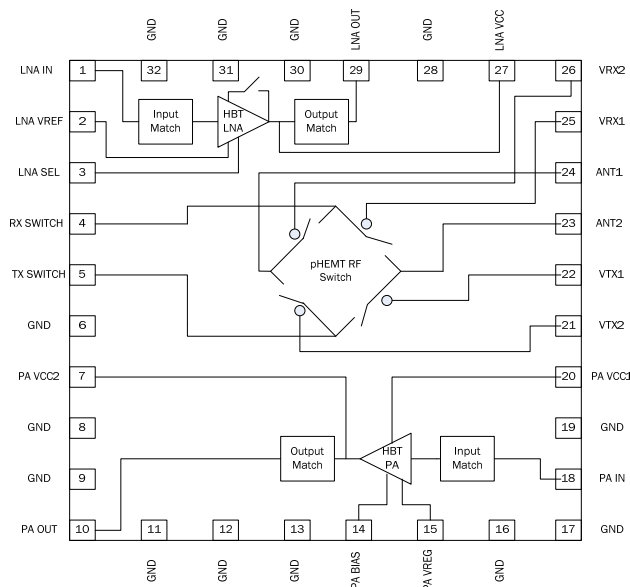 GND
GND
GND
LNA OUT
GND
LNA VCC
LNA IN
1
32
31
30
29
28
27
26
VRX2
Input
Match
HBT
LNA
Output
Match
LNA VREF
2
25
VRX1
LNA SEL
3
24
ANT1
RX SWITCH
4
23
ANT2
pHEMT RF
Switch
TX SWITCH
5
22
VTX1
GND
6
21
VTX2
PA VCC2
7
20
PA VCC1
GND
8
19
GND
Output
Match
HBT
PA
Input
Match
GND
9
18
PA IN
PA OUT
10
11
12
13
14
15
16
17
GND
GND
GND
GND
PA BIAS
PA VREG
GND